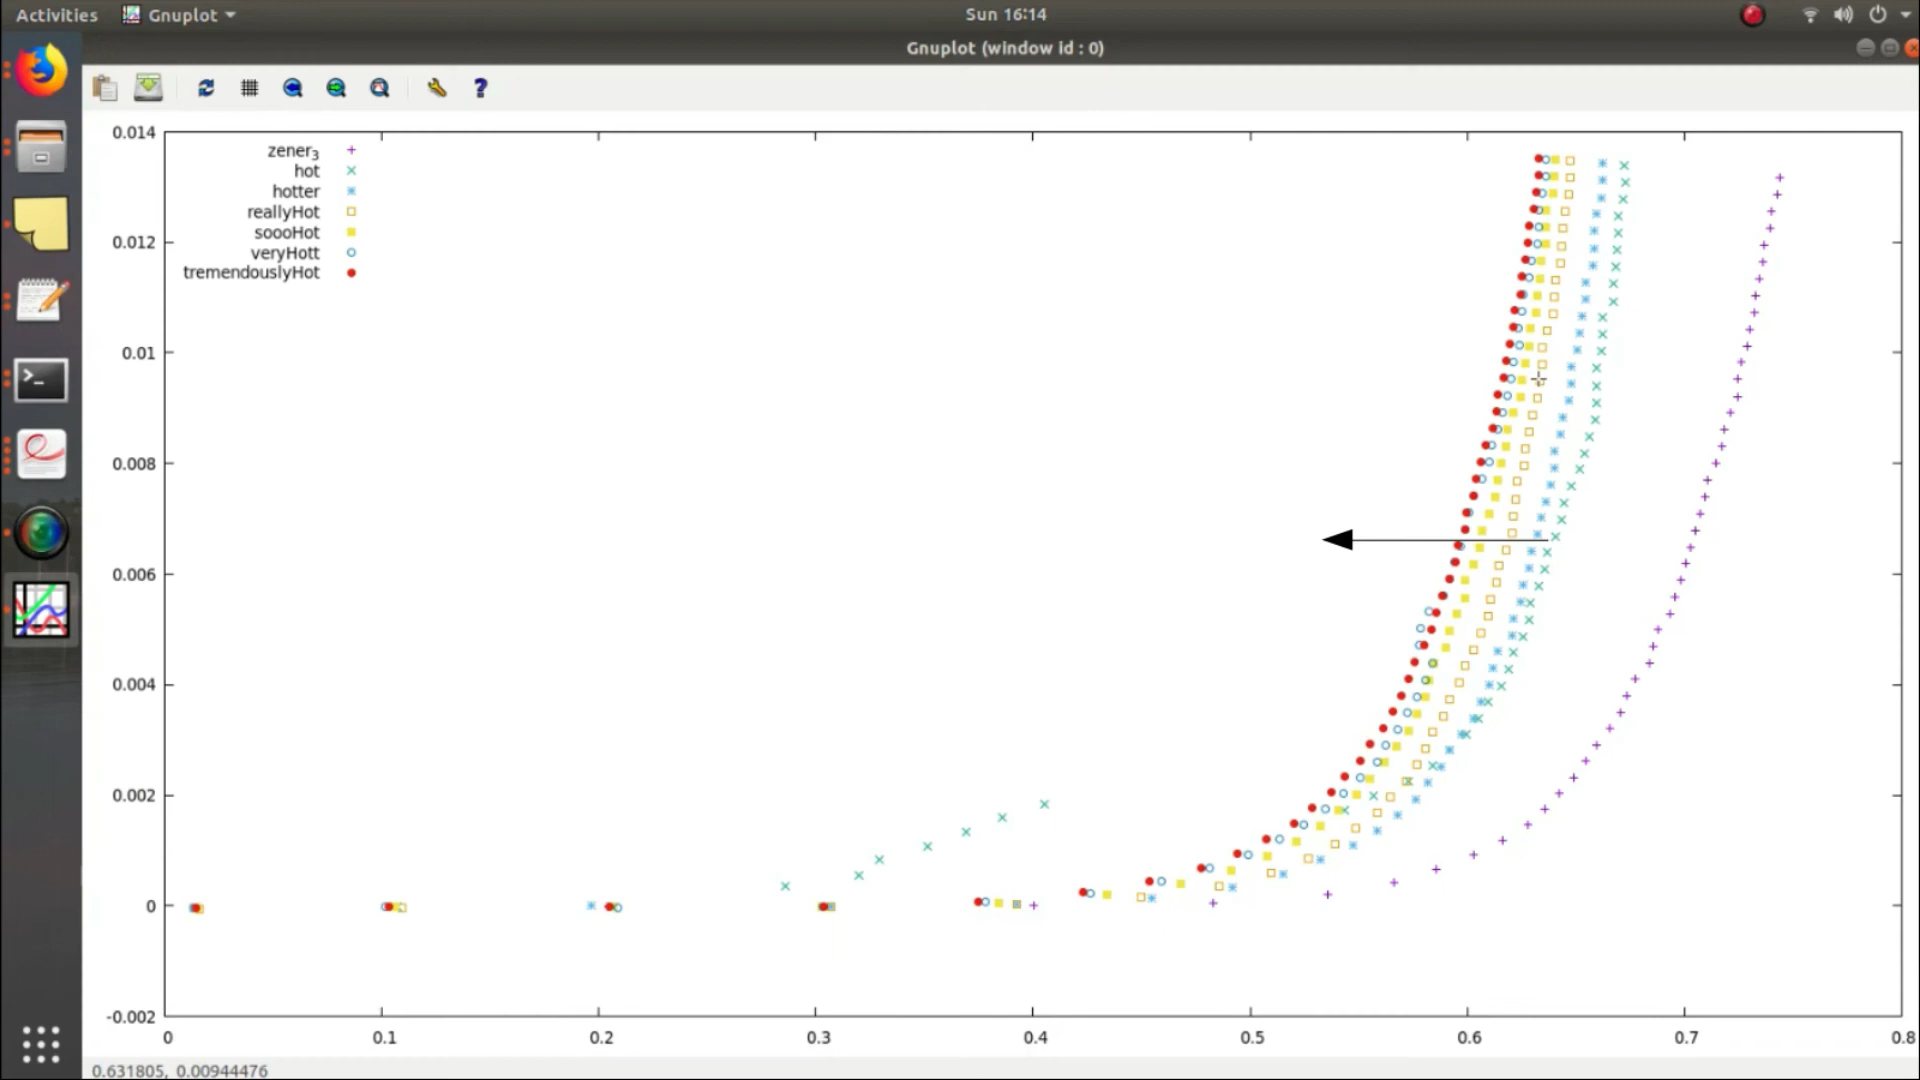 Activities Gnuplot Sun 16:14
Gnuplot (window id : 0)
?
0.014
zener3
hot
hotter
reallyHot
soooHot
veryHott
tremendouslyHot
0.012
0.01
0.008
0.006
0.004
0.002
0
-0.002
0 0.1 0.2 0.3 0.4 0.5 0.6 0.7 0.8
0.631805, 0.00944476